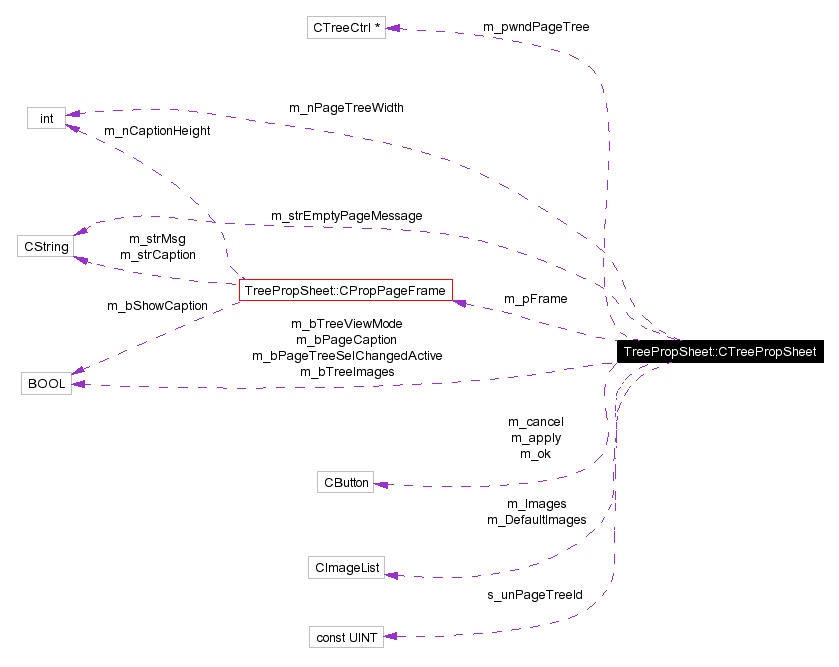 CTreeCtrl *
m_pwndPageTree
int
m_nPageTreeWidth
m_nCaptionHeight
m_strEmptyPageMessage
CString
m_strMsg
m_strCaption
TreePropSheet::CPropPageFrame
m_pFrame
m_bShowCaption
m_bTreeViewMode
m_bPageCaption
m_bPageTreeSelChangedActive
m_bTreeImages
TreePropSheet::CTreePropSheet
BOOL
m_cancel
m_apply
m_ok
CButton
m_Images
m_DefaultImages
CImageList
s_unPageTreeId
const UINT